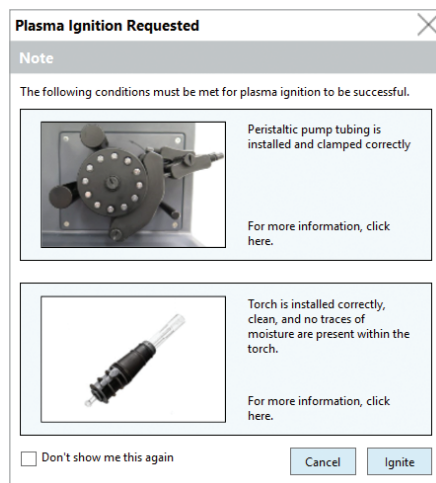 Plasma Ignition Requested
Note
The following conditions must be met for plasma ignition to be successful.
Peristaltic pump tubing is
installed and clamped correctly
For more information, click
here.
Torch is installed correctly,
clean, and no traces of
moisture are present within the
torch.
For more information, click
here.
Don't show me this again
Cancel
Ignite